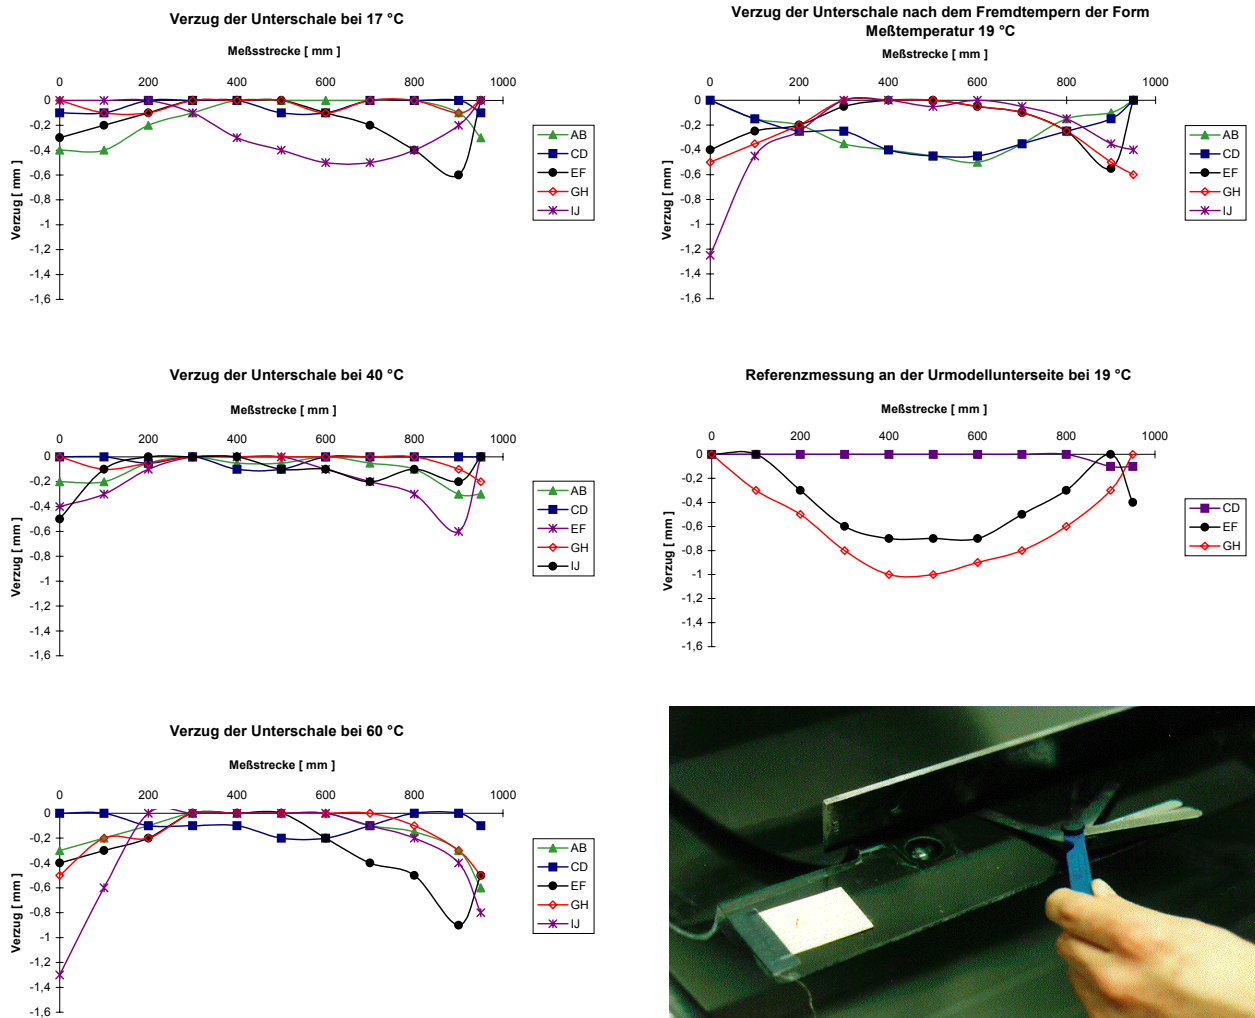 Verzug der Unterschale bei 17 °C
Meßsstrecke [ mm ]
0 200 400 600 800 1000
0
-0,2
-0,4
-0,6
-0,8
-1
-1,2
-1,4
-1,6
Verzug [ mm ]
AB
CD
EF
GH
IJ
Verzug der Unterschale nach dem Fremdtempern der Form
Meßtemperatur 19 °C
Meßstrecke [ mm ]
0 200 400 600 800 1000
0
-0,2
-0,4
-0,6
-0,8
-1
-1,2
-1,4
-1,6
Verzug [ mm ]
AB
CD
EF
GH
IJ
Verzug der Unterschale bei 40 °C
Meßstrecke [ mm ]
0 200 400 600 800 1000
0
-0,2
-0,4
-0,6
-0,8
-1
-1,2
-1,4
-1,6
Verzug [ mm ]
AB
CD
EF
GH
IJ
Referenzmessung an der Urmodellunterseite bei 19 °C
Meßstrecke [ mm ]
0 200 400 600 800 1000
0
-0,2
-0,4
-0,6
-0,8
-1
-1,2
-1,4
-1,6
Verzug [ mm ]
CD
EF
GH
Verzug der Unterschale bei 60 °C
Meßstrecke [ mm ]
0 200 400 600 800 1000
0
-0,2
-0,4
-0,6
-0,8
-1
-1,2
-1,4
-1,6
Verzug [ mm ]
AB
CD
EF
GH
IJ